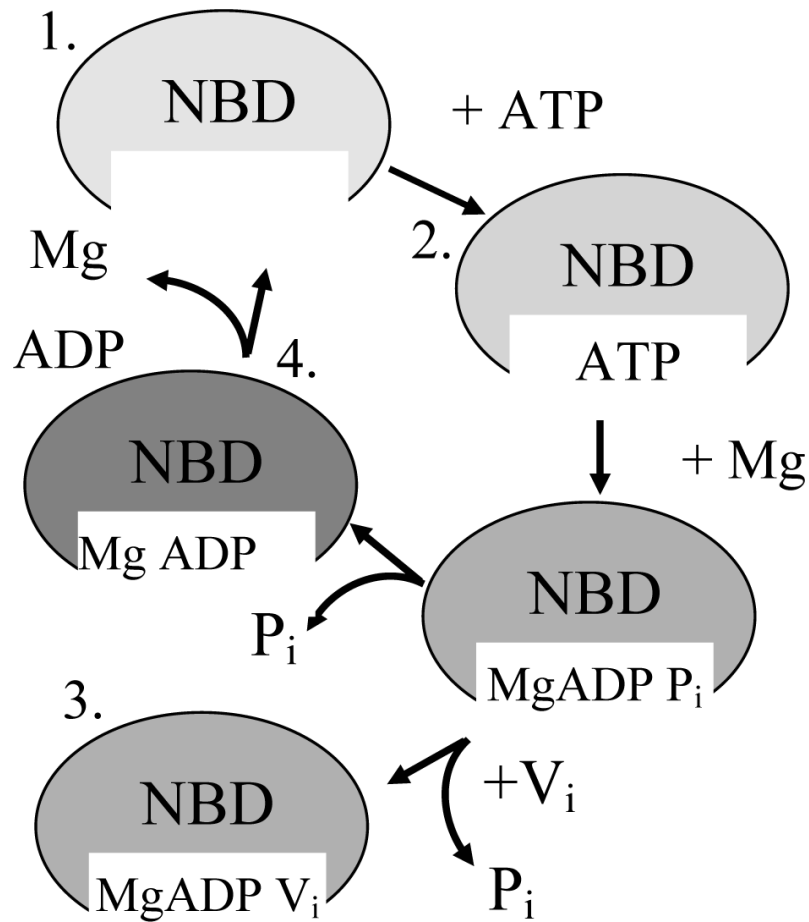 1.
NBD
+ ATP
2.
NBD
ATP
Mg
ADP
4.
NBD
Mg ADP
+ Mg
NBD
MgADP Pᵢ
Pᵢ
3.
NBD
MgADP Vᵢ
+Vᵢ
Pᵢ